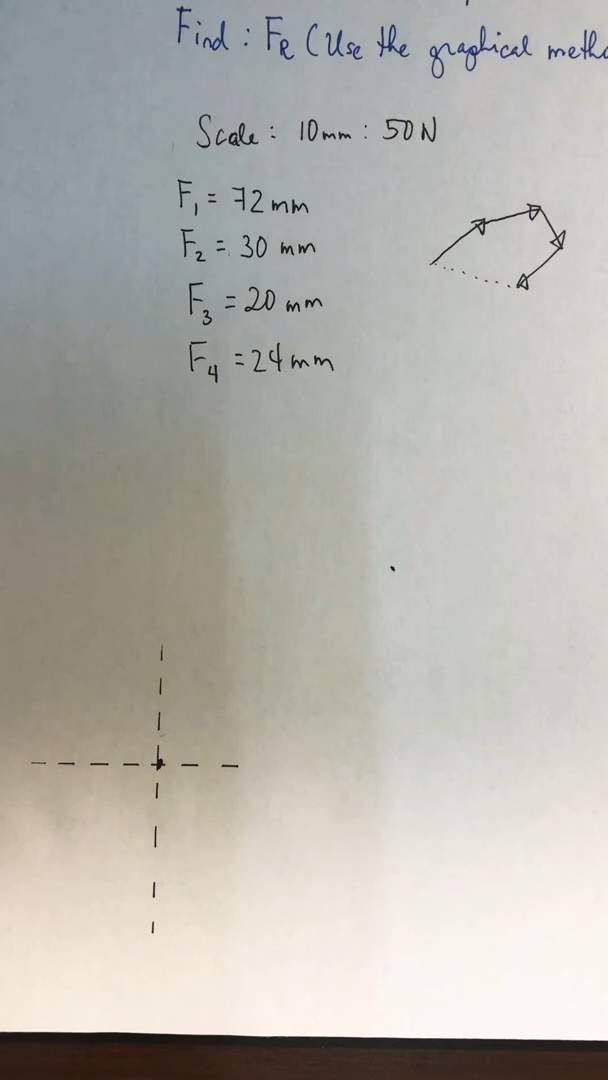 Find : FR (Use the graphical
Scale : 10mm : 50N
F1 = 72 mm
F2 = 30 mm
F3 = 20 mm
F4 = 24 mm